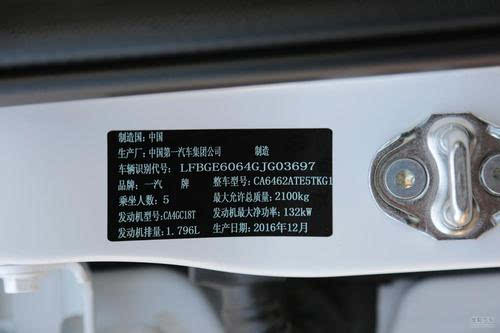 制造国：中国
生产厂：中国第一汽车集团公司 制造
车辆识别代号：LFBGE6064GJG03697
品牌：一汽 牌 整车型号：CA6462ATE5TKG1
乘坐人数：5 最大允许总质量：2100kg
发动机型号：CA4GC18T 发动机最大净功率：132kW
发动机排量：1.796L 生产日期：2016年12月